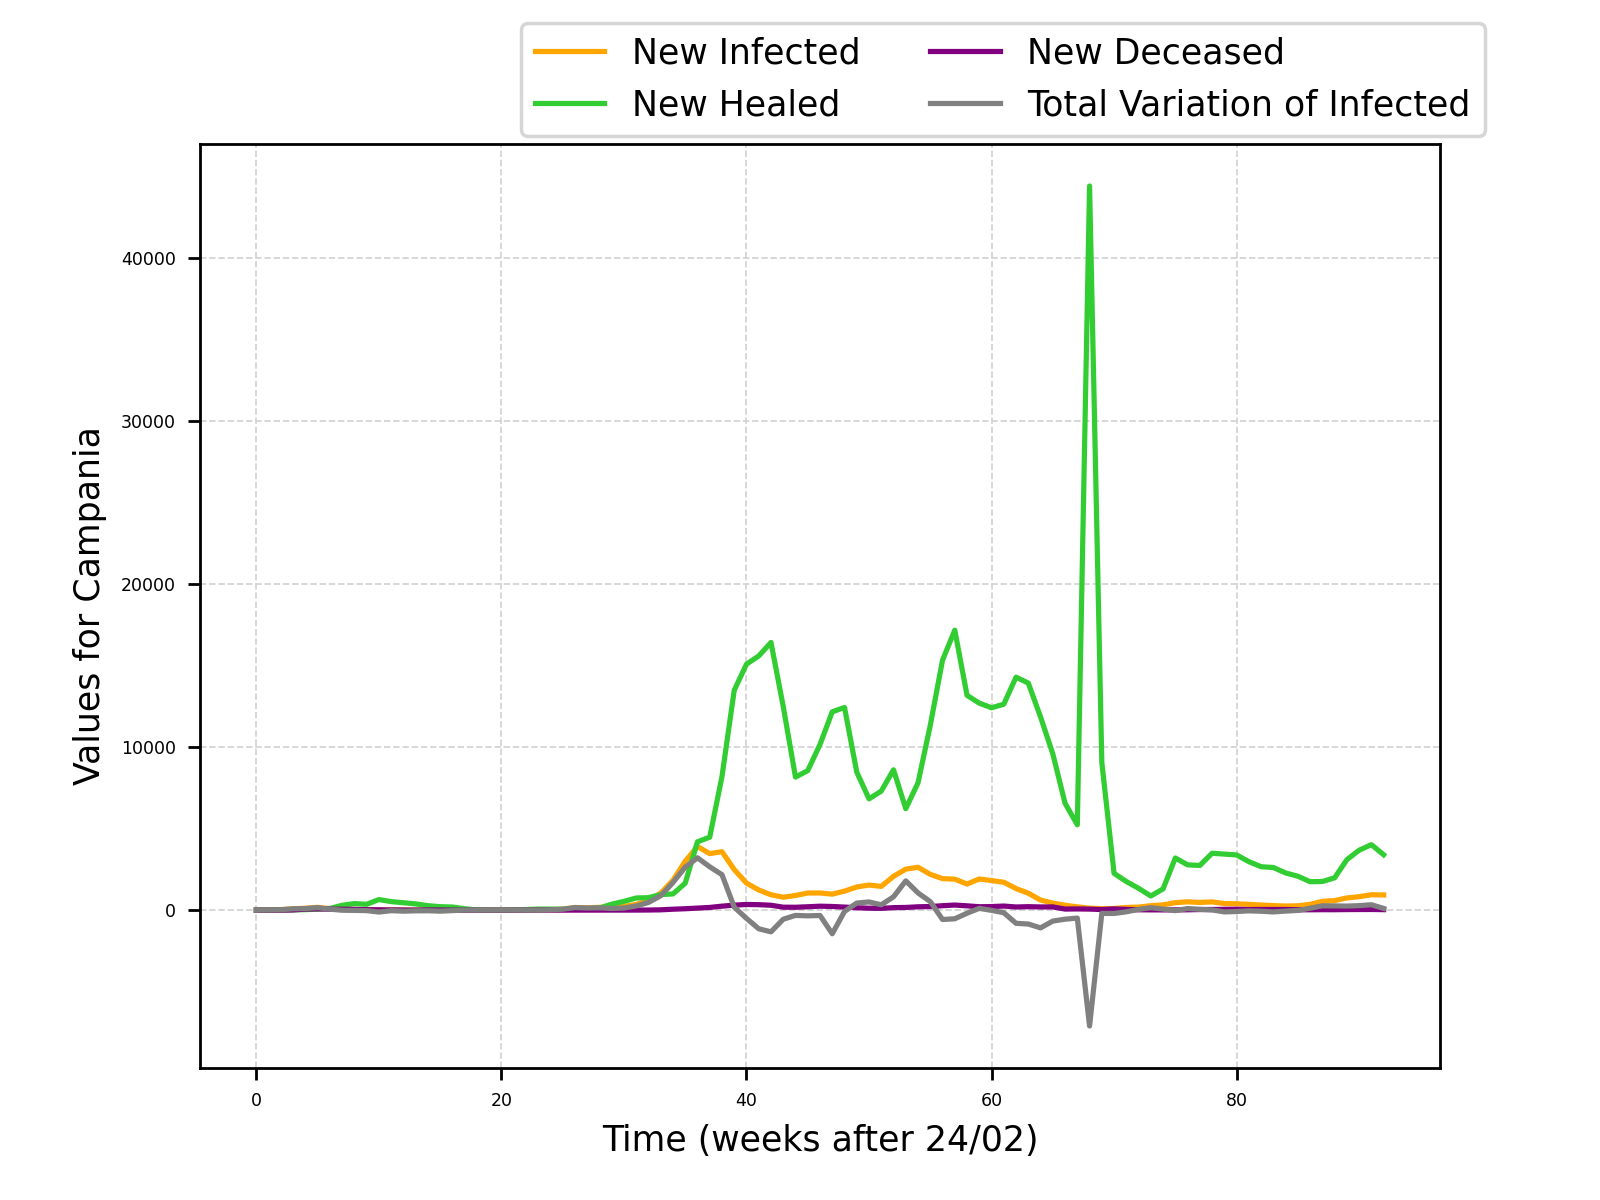 New Infected
New Healed
New Deceased
Total Variation of Infected
Values for Campania
40000
30000
20000
10000
0
0 20 40 60 80
Time (weeks after 24/02)